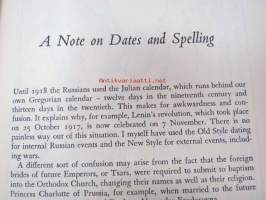 A Note on Dates and Spelling
Until 1918 the Russians used the Julian calendar, which runs behind our
own Gregorian calendar – twelve days in the nineteenth century and
thirteen days in the twentieth. This makes for awkwardness and con-
fusion. It explains why, for example, Lenin's revolution, which took place
on 25 October 1917, is now celebrated on 7 November. There is no
painless way out of this situation. I myself have used the Old Style dating
for internal Russian events and the New Style for external events, includ-
ing wars.
A different sort of confusion may arise from the fact that the foreign
brides of future Emperors, or Tsars, were required to submit to baptism
into the Orthodox Church, changing their names as well as their religion.
Princess Charlotte of Prussia, for example, when married to the future
Antikvaarimaja.fi